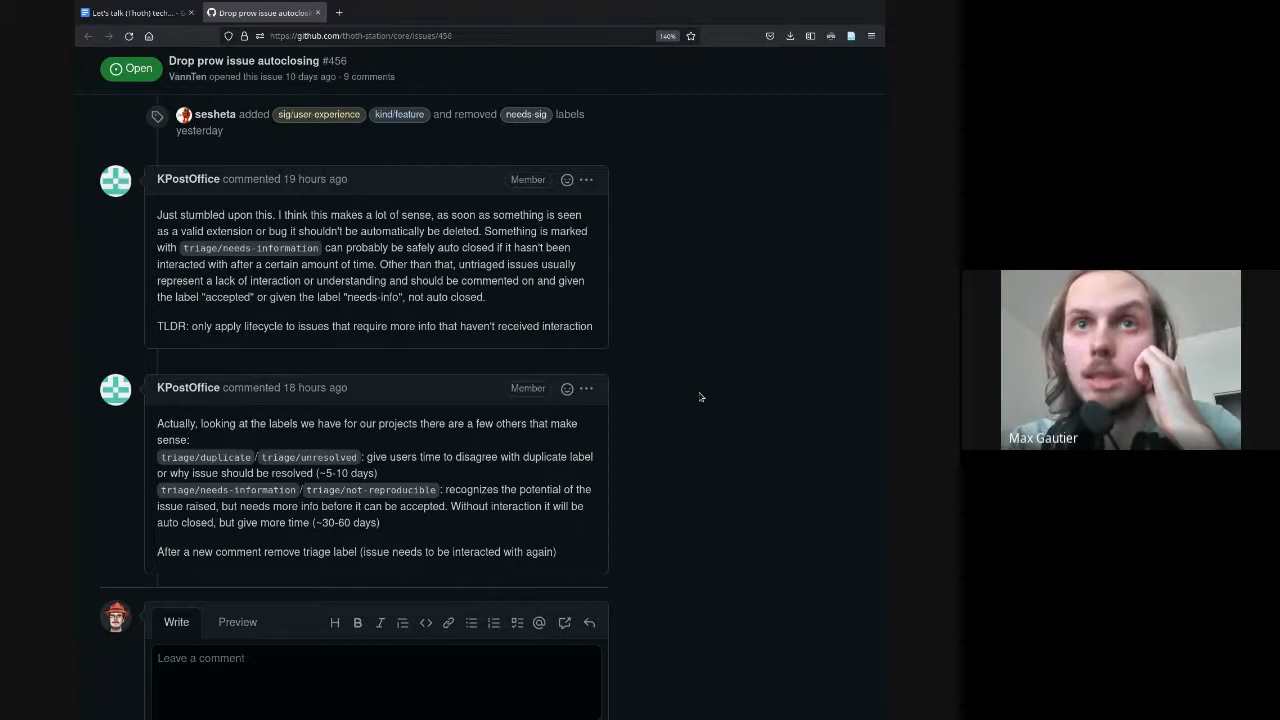 Let's talk (Thoth) tech... - G
Drop prow issue autoclosin
https://github.com/thoth-station/core/issues/456
140%
Open
Drop prow issue autoclosing #456
VannTen opened this issue 10 days ago · 9 comments
sesheta added sig/user-experience kind/feature and removed needs-sig labels
yesterday
KPostOffice commented 19 hours ago
Member
Just stumbled upon this. I think this makes a lot of sense, as soon as something is seen
as a valid extension or bug it shouldn't be automatically be deleted. Something is marked
with triage/needs-information can probably be safely auto closed if it hasn't been
interacted with after a certain amount of time. Other than that, untriaged issues usually
represent a lack of interaction or understanding and should be commented on and given
the label "accepted" or given the label "needs-info", not auto closed.
TLDR: only apply lifecycle to issues that require more info that haven't received interaction
KPostOffice commented 18 hours ago
Member
Actually, looking at the labels we have for our projects there are a few others that make
sense:
triage/duplicate/triage/unresolved: give users time to disagree with duplicate label
or why issue should be resolved (~5-10 days)
triage/needs-information/triage/not-reproducible: recognizes the potential of the
issue raised, but needs more info before it can be accepted. Without interaction it will be
auto closed, but give more time (~30-60 days)
After a new comment remove triage label (issue needs to be interacted with again)
Write
Preview
H B I
Leave a comment
Max Gautier